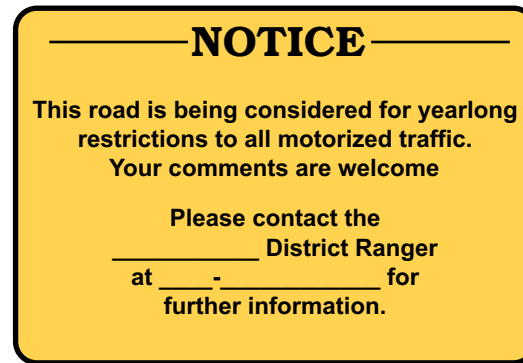 NOTICE
This road is being considered for yearlong
restrictions to all motorized traffic.
Your comments are welcome
Please contact the
___________ District Ranger
at ____-____________ for
further information.